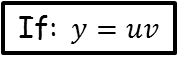 If: y = uv